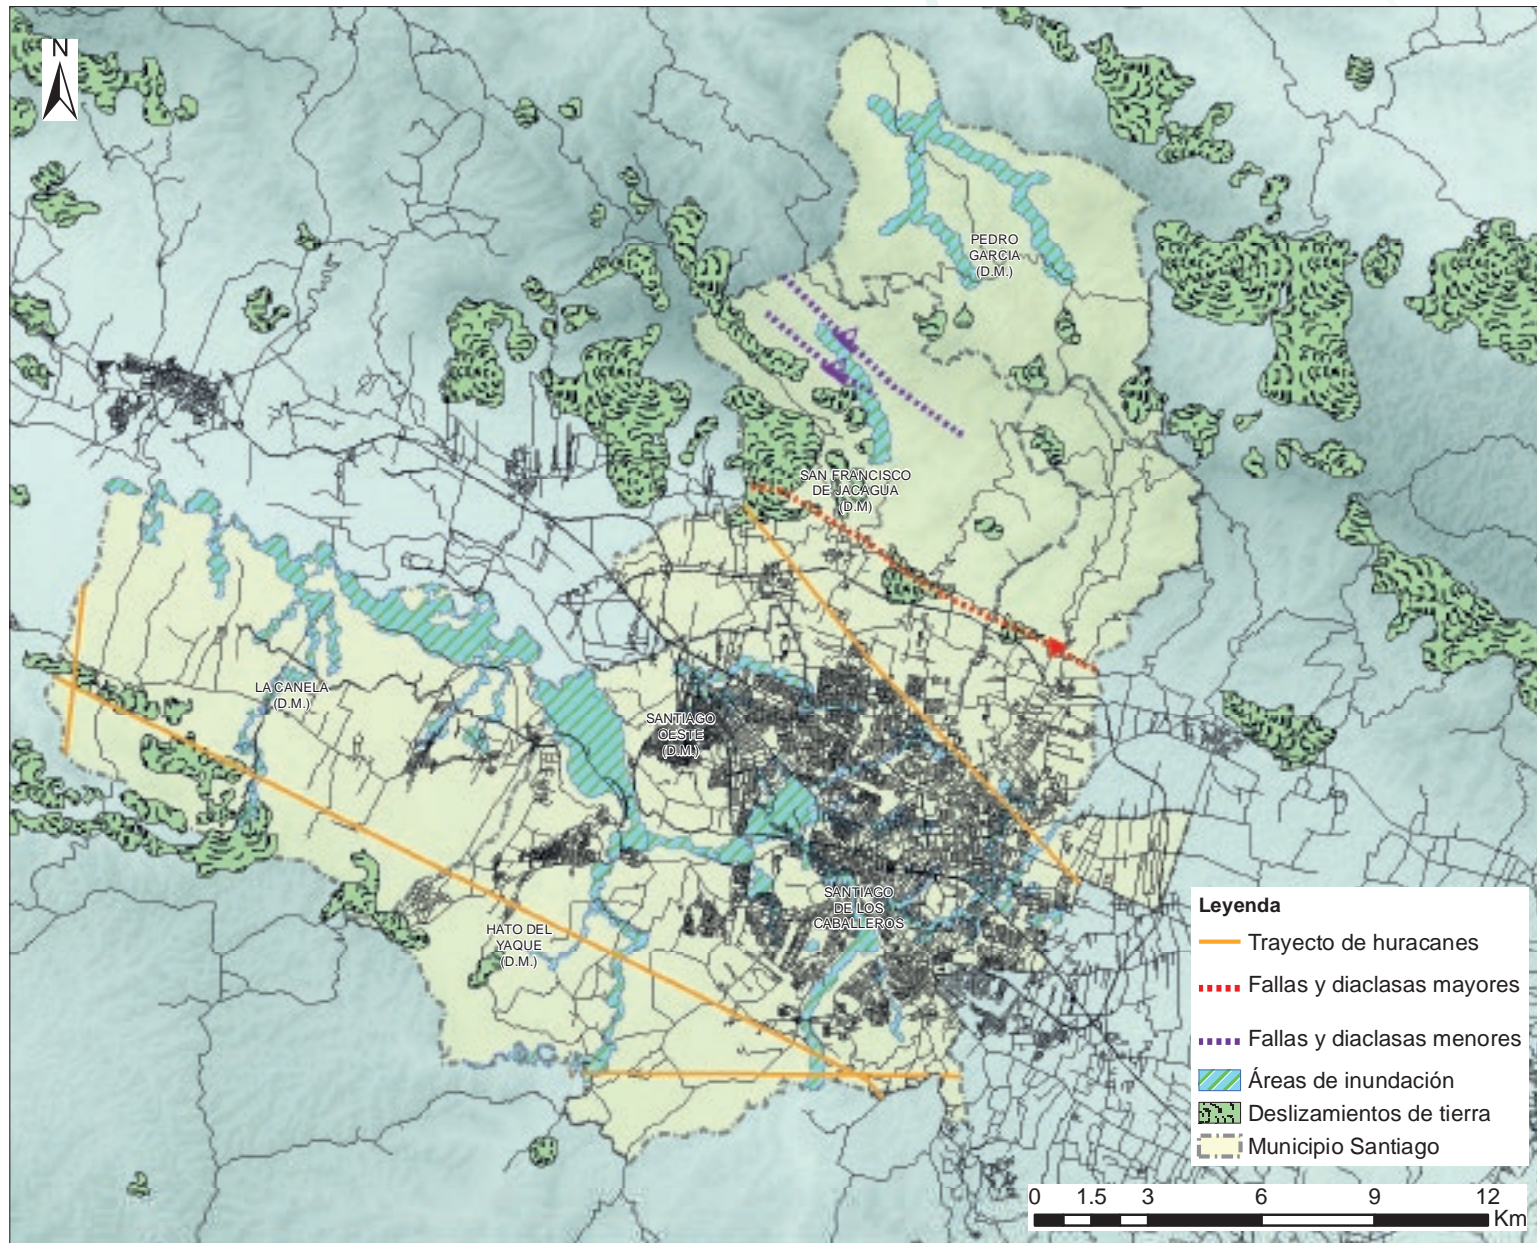 N
PEDRO
GARCIA
(D.M.)
SAN FRANCISCO
DE JACAGUA
(D.M)
LA CANELA
(D.M.)
SANTIAGO
OESTE
(D.M.)
SANTIAGO
DE LOS
CABALLEROS
HATO DEL
YAQUE
(D.M.)
Leyenda
Trayecto de huracanes
Fallas y diaclasas mayores
Fallas y diaclasas menores
Áreas de inundación
Deslizamientos de tierra
Municipio Santiago
0 1.5 3 6 9 12
Km